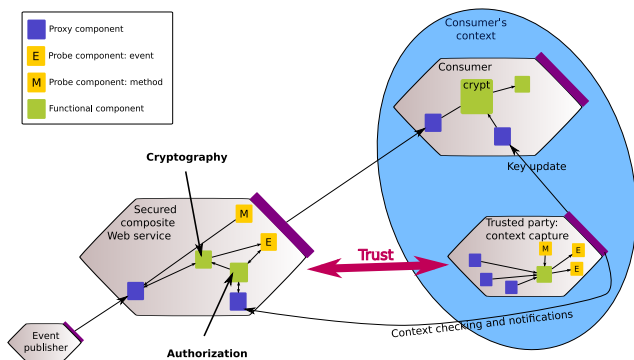 Proxy component
E
Probe component: event
M
Probe component: method
Functional component
Consumer's
context
Consumer
crypt
Key update
Cryptography
Secured
composite
Web service
M
E
Trust
Trusted party:
context capture
M
E
E
Context checking and notifications
Event
publisher
Authorization